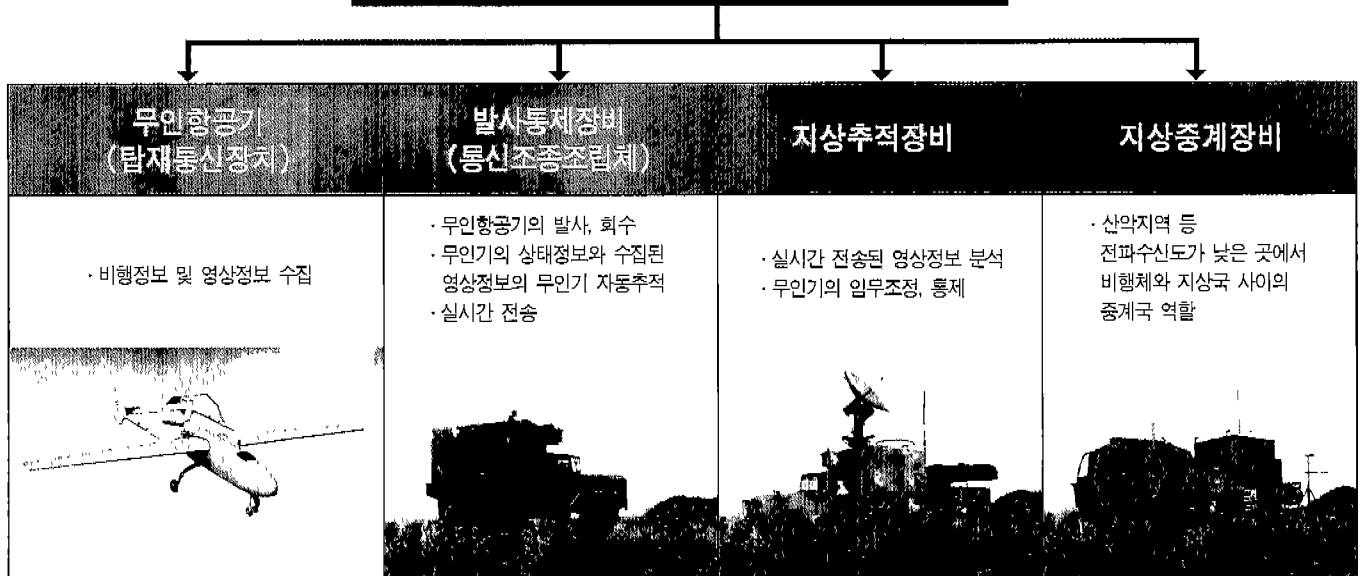 무인항공기
(탑재통신장치)
발사통제장비
(통신조종조립체)
지상추적장비
지상중계장비
· 비행정보 및 영상정보 수집
· 무인항공기의 발사, 회수
· 무인기의 상태정보와 수집된
영상정보의 무인기 자동추적
· 실시간 전송
· 실시간 전송된 영상정보 분석
· 무인기의 임무조정, 통제
· 산악지역 등
전파수신도가 낮은 곳에서
비행체와 지상국 사이의
중계국 역할